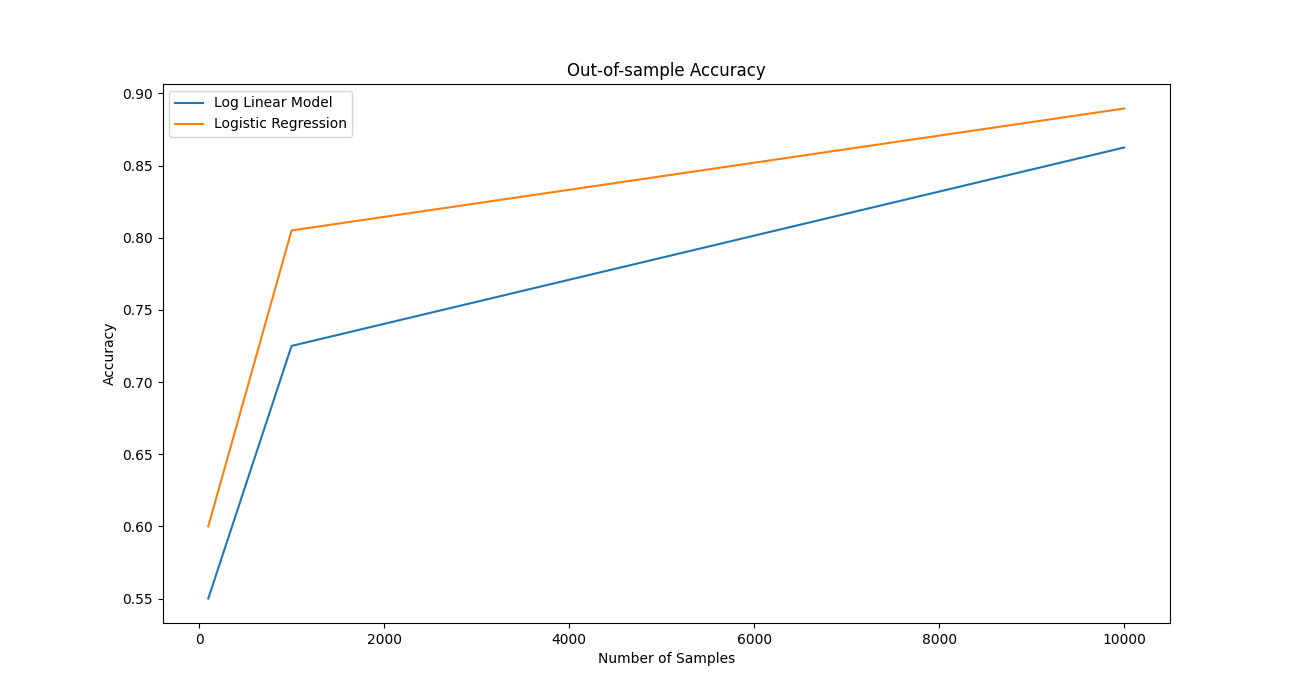 Out-of-sample Accuracy
Log Linear Model
Logistic Regression
Accuracy
0.90
0.85
0.80
0.75
0.70
0.65
0.60
0.55
0 2000 4000 6000 8000 10000
Number of Samples